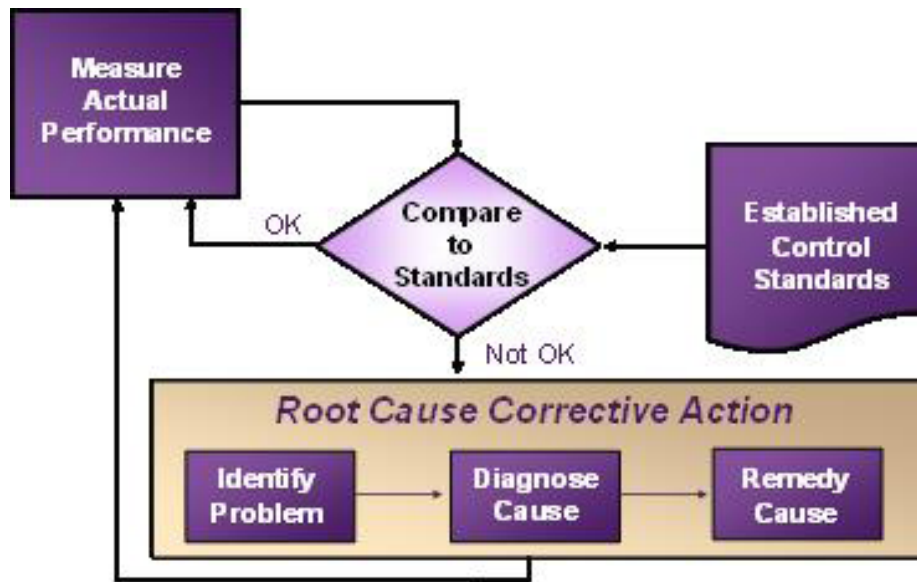 Measure
Actual
Performance
OK
Compare
to
Standards
Established
Control
Standards
Not OK
Root Cause Corrective Action
Identify
Problem
Diagnose
Cause
Remedy
Cause